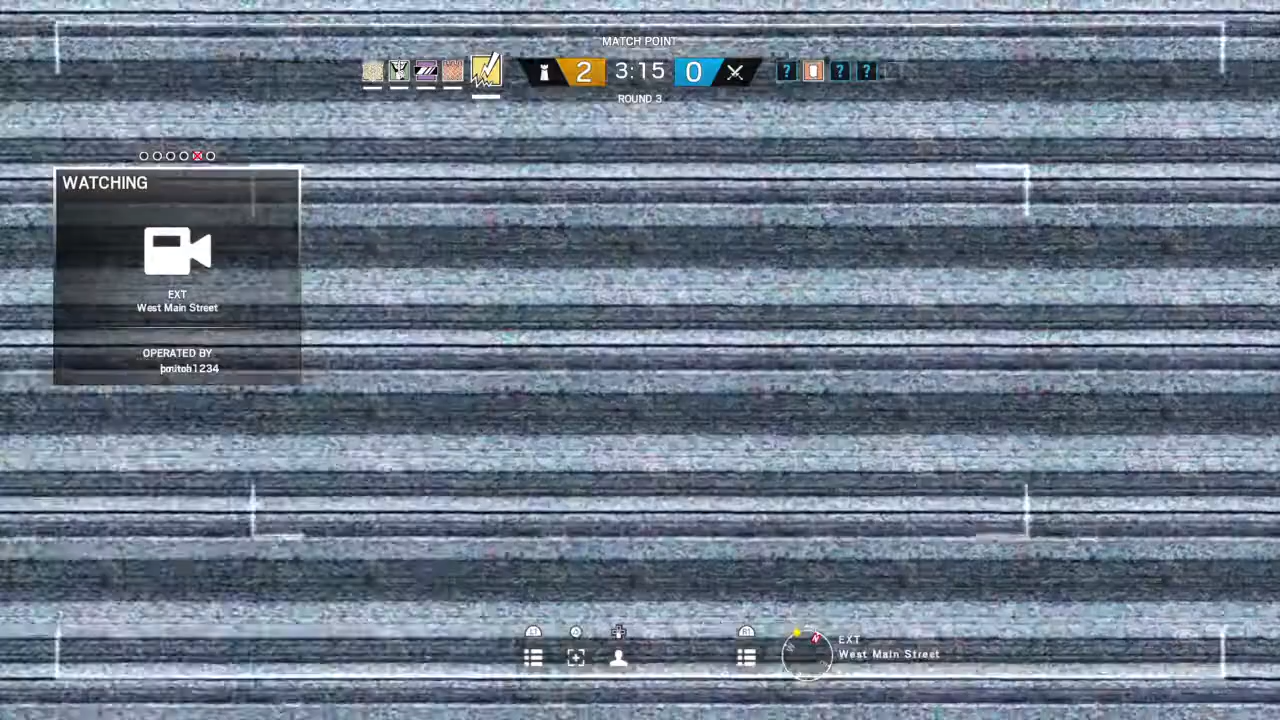 MATCH POINT
2 3:15 0
? ? ?
ROUND 3
WATCHING
EXT
West Main Street
OPERATED BY
EXT
West Main Street